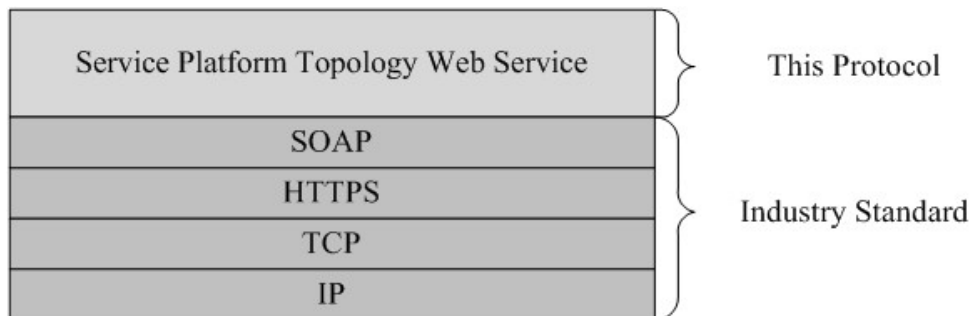 Service Platform Topology Web Service
This Protocol
SOAP
HTTPS
TCP
IP
Industry Standard